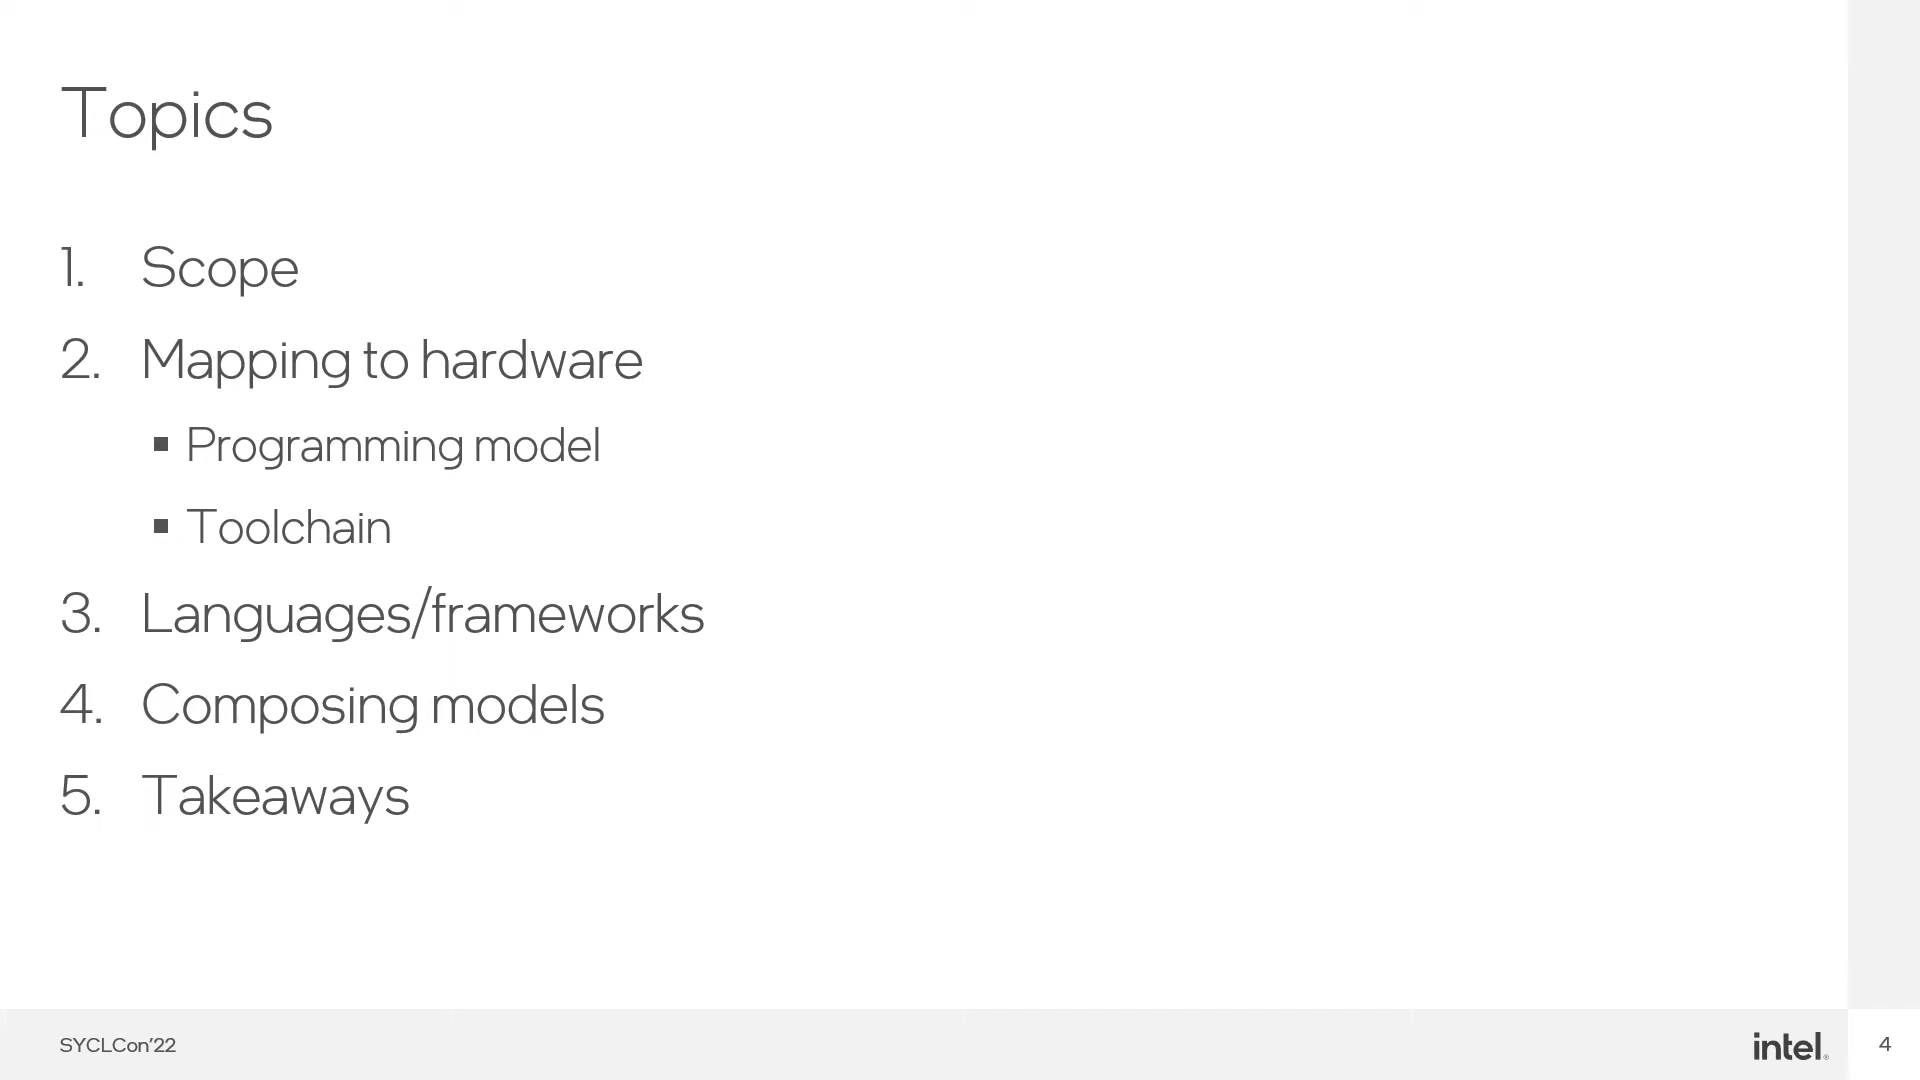 Topics
1. Scope
2. Mapping to hardware
▪ Programming model
▪ Toolchain
3. Languages/frameworks
4. Composing models
5. Takeaways
SYCLCon’22
intel®
4